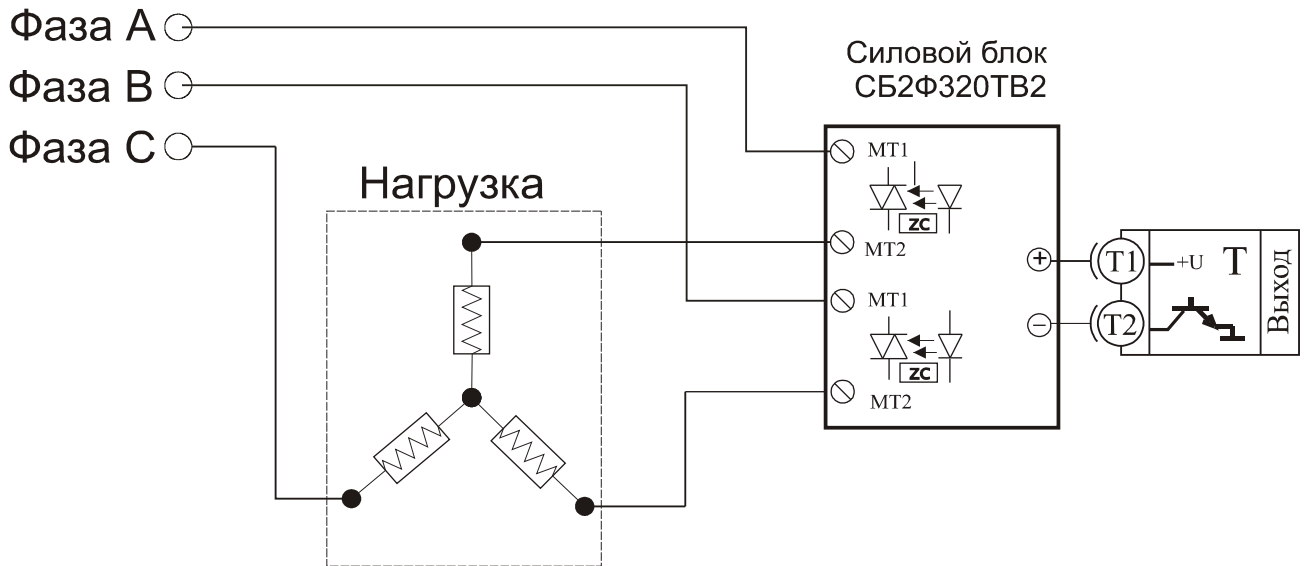 Фаза A
Фаза B
Фаза C
Нагрузка
Силовой блок
СБ2Ф320ТВ2
MT1
ZC
MT2
MT1
ZC
MT2
+
−
T1
+U
T
T2
Выход